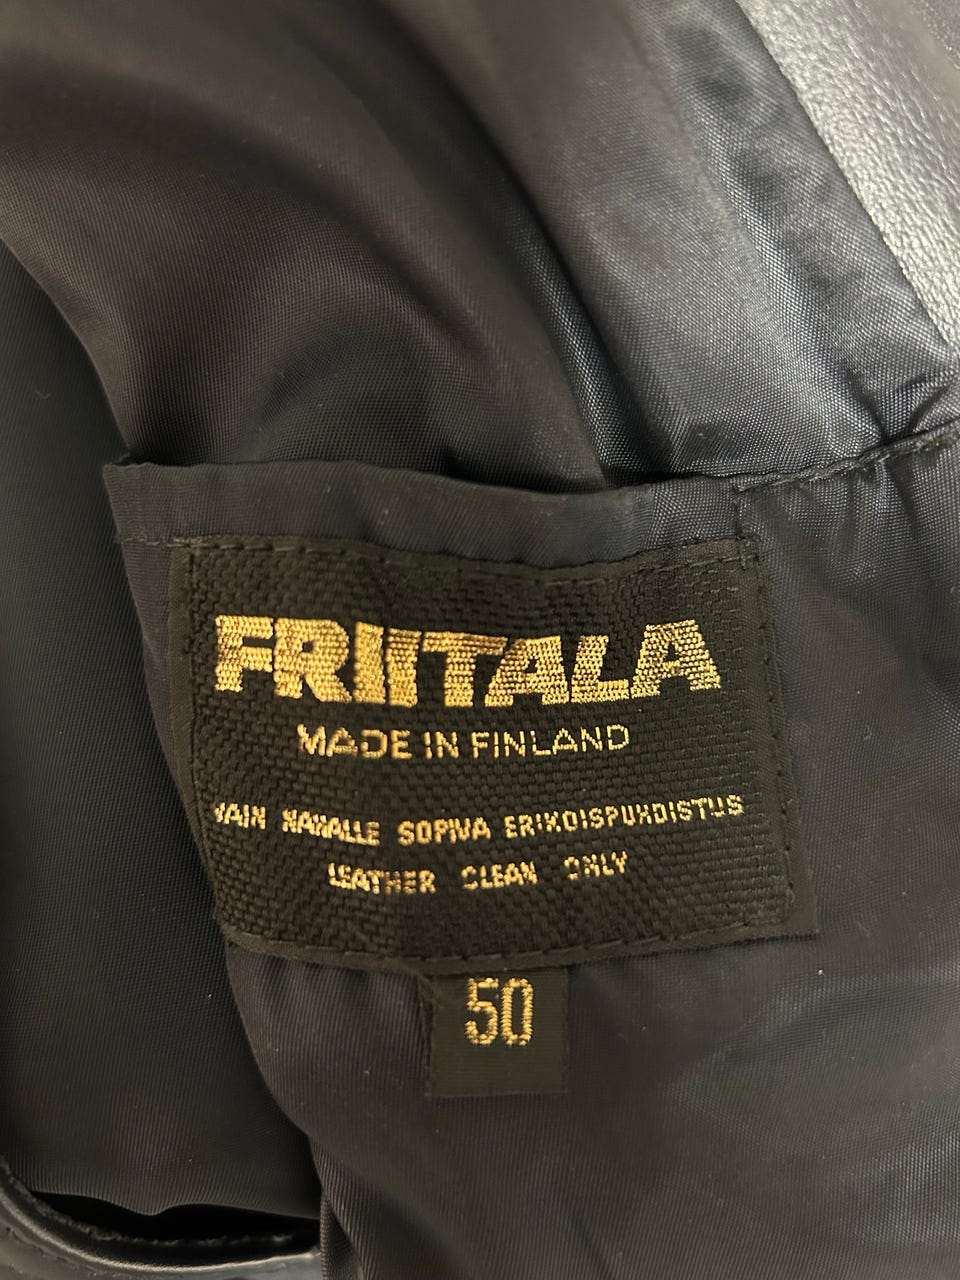 FRIITALA
MADE IN FINLAND
VAIN NAHALLE SOPIVA ERIKOISPUHDISTUS
LEATHER CLEAN ONLY
50